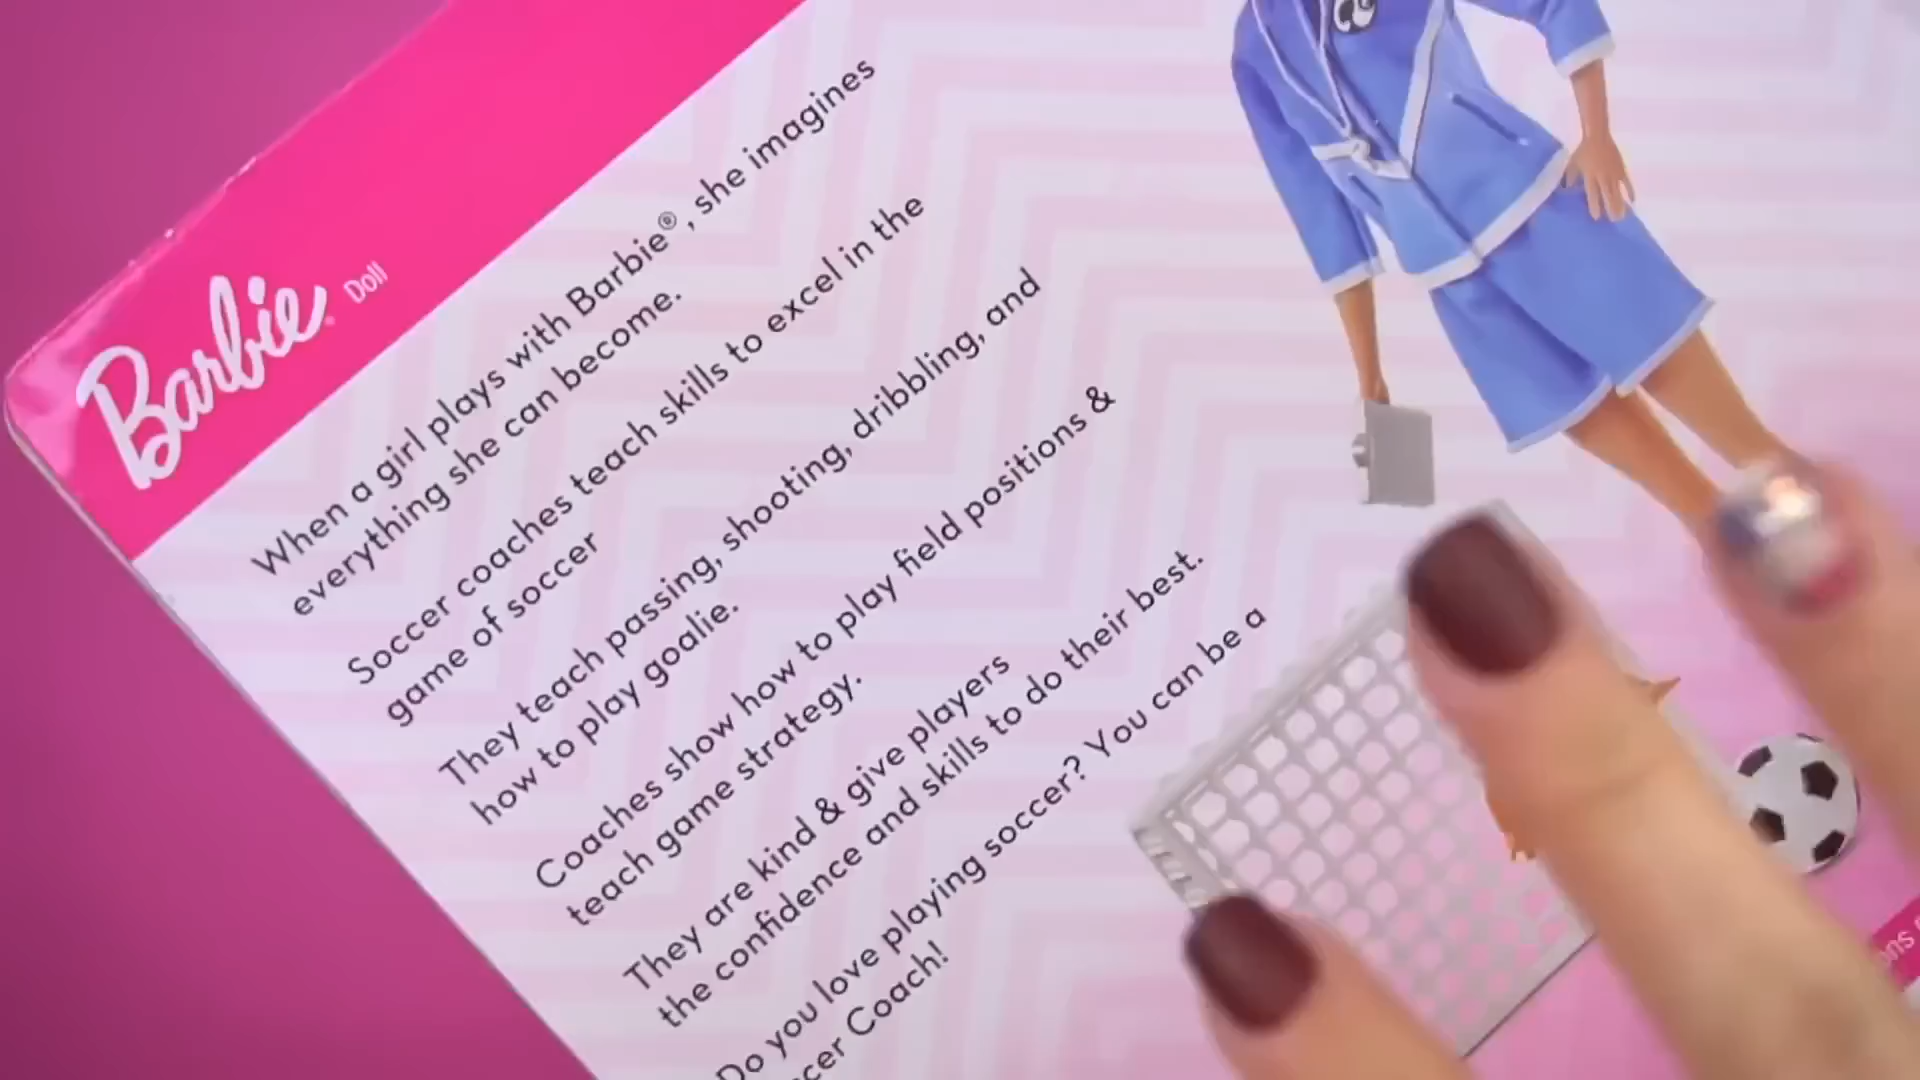 Barbie® Doll
When a girl plays with Barbie®, she imagines
everything she can become.
Soccer coaches teach skills to excel in the
game of soccer
They teach passing, shooting, dribbling, and
how to play goalie.
Coaches show how to play field positions &
teach game strategy.
They are kind & give players
the confidence and skills to do their best.
Do you love playing soccer? You can be a
Coach!